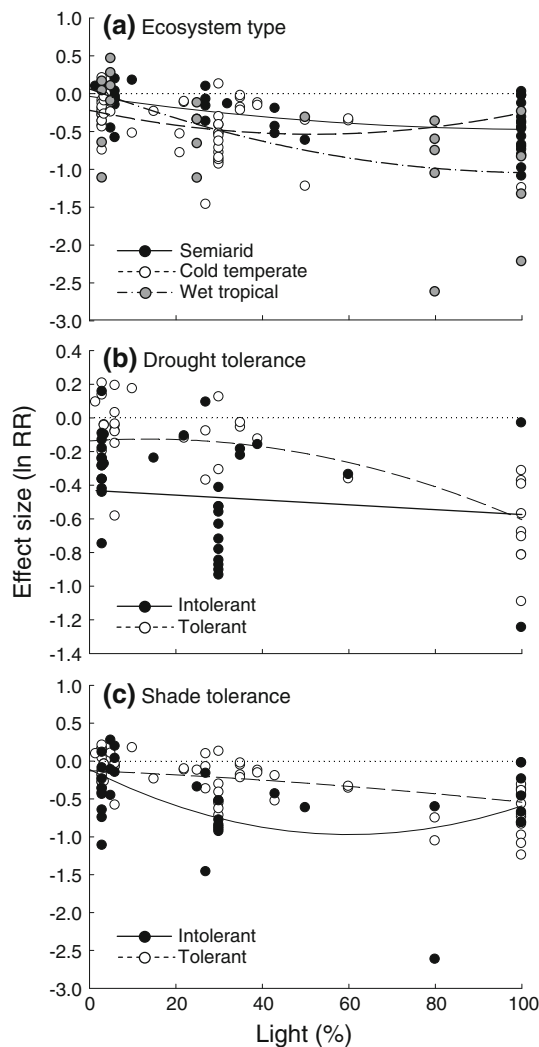 (a) Ecosystem type
1.0
0.5
0.0
-0.5
-1.0
-1.5
-2.0
-2.5
-3.0
Semiarid
Cold temperate
Wet tropical
(b) Drought tolerance
0.4
0.2
0.0
-0.2
-0.4
-0.6
-0.8
-1.0
-1.2
-1.4
Effect size (ln RR)
Intolerant
Tolerant
(c) Shade tolerance
1.0
0.5
0.0
-0.5
-1.0
-1.5
-2.0
-2.5
-3.0
Intolerant
Tolerant
0 20 40 60 80 100
Light (%)